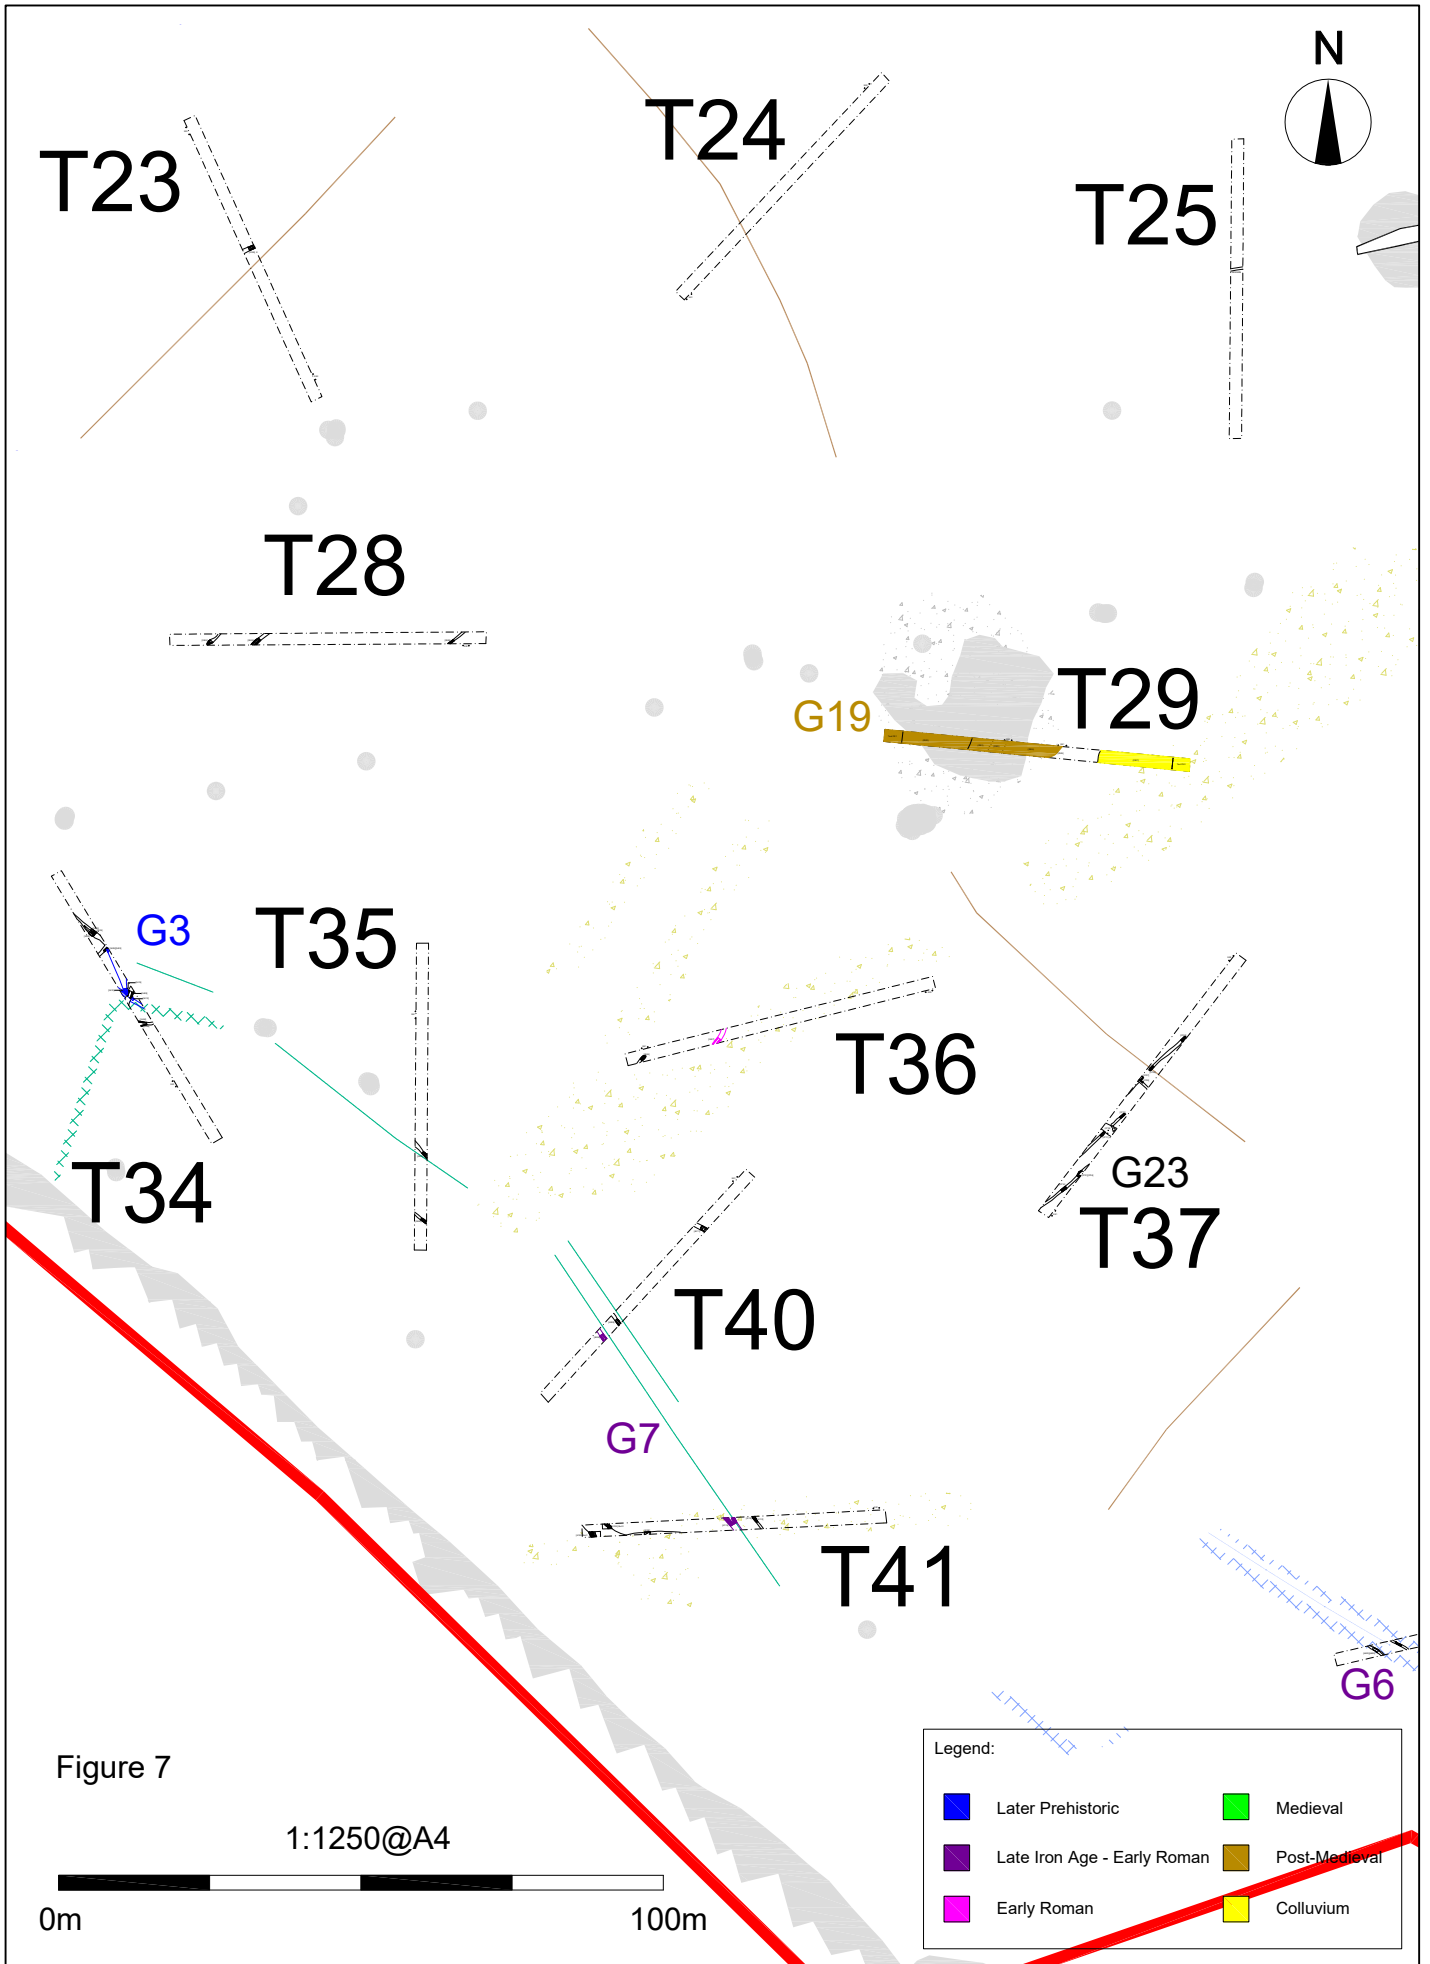 N
T23
T24
T25
T28
T29
G19
G3
T35
T36
T34
G23
T37
T40
G7
T41
G6
Figure 7
1:1250@A4
0m
100m
Legend:
Later Prehistoric
Medieval
Late Iron Age - Early Roman
Post-Medieval
Early Roman
Colluvium